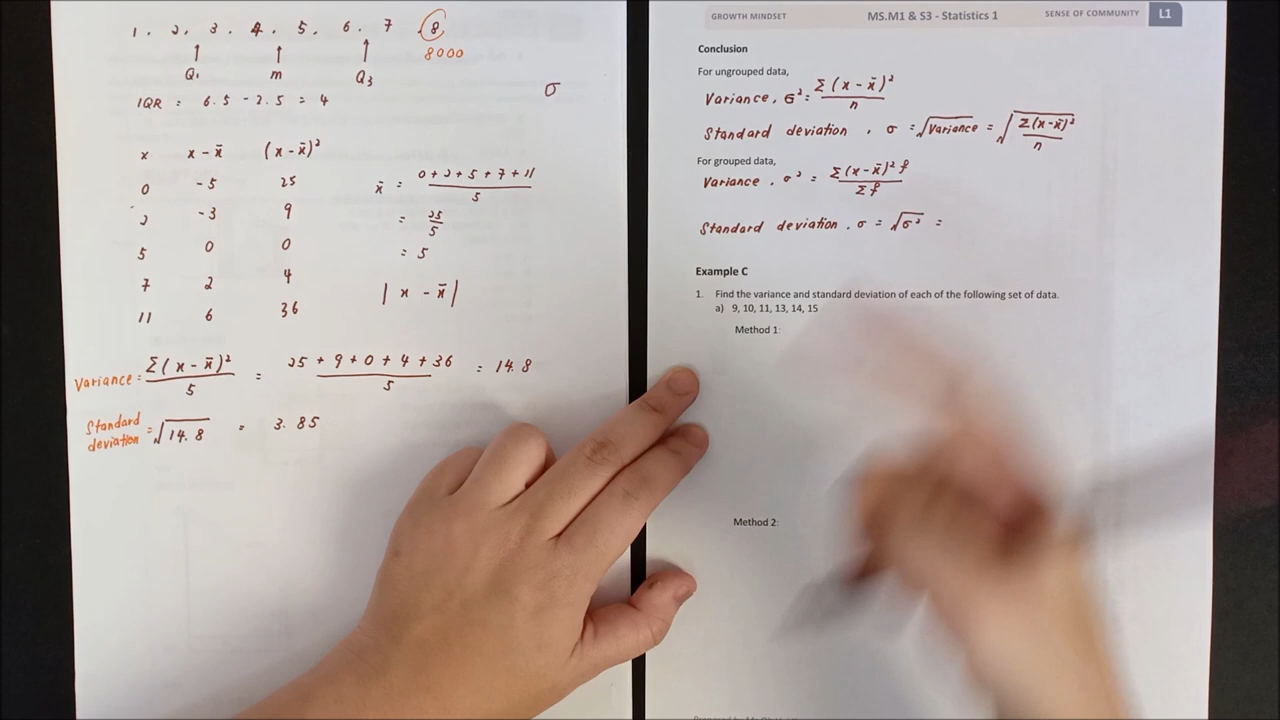 1. 2. 3. 4. 5. 6. 7 8
8000
Q₁ m Q₃
IQR = 6.5 - 2.5 = 4
σ
x x - x̄ (x - x̄)²
0 -5 25
2 -3 9
5 0 0
7 2 4
11 6 36
x̄ = (0 + 2 + 5 + 7 + 11)/5
= 25/5
= 5
| x - x̄ |
Variance = Σ(x - x̄)²/5 = (25 + 9 + 0 + 4 + 36)/5 = 14.8
Standard deviation = √14.8 = 3.85
GROWTH MINDSET MS.M1 & S3 - Statistics 1 SENSE OF COMMUNITY L1
Conclusion
For ungrouped data,
Variance, σ² = Σ(x - x̄)²/n
Standard deviation, σ = √Variance = √(Σ(x - x̄)²/n)
For grouped data,
Variance, σ² = Σ(x - x̄)² f/Σf
Standard deviation, σ = √σ² =
Example C
1. Find the variance and standard deviation of each of the following set of data.
a) 9, 10, 11, 13, 14, 15
Method 1:
Method 2: